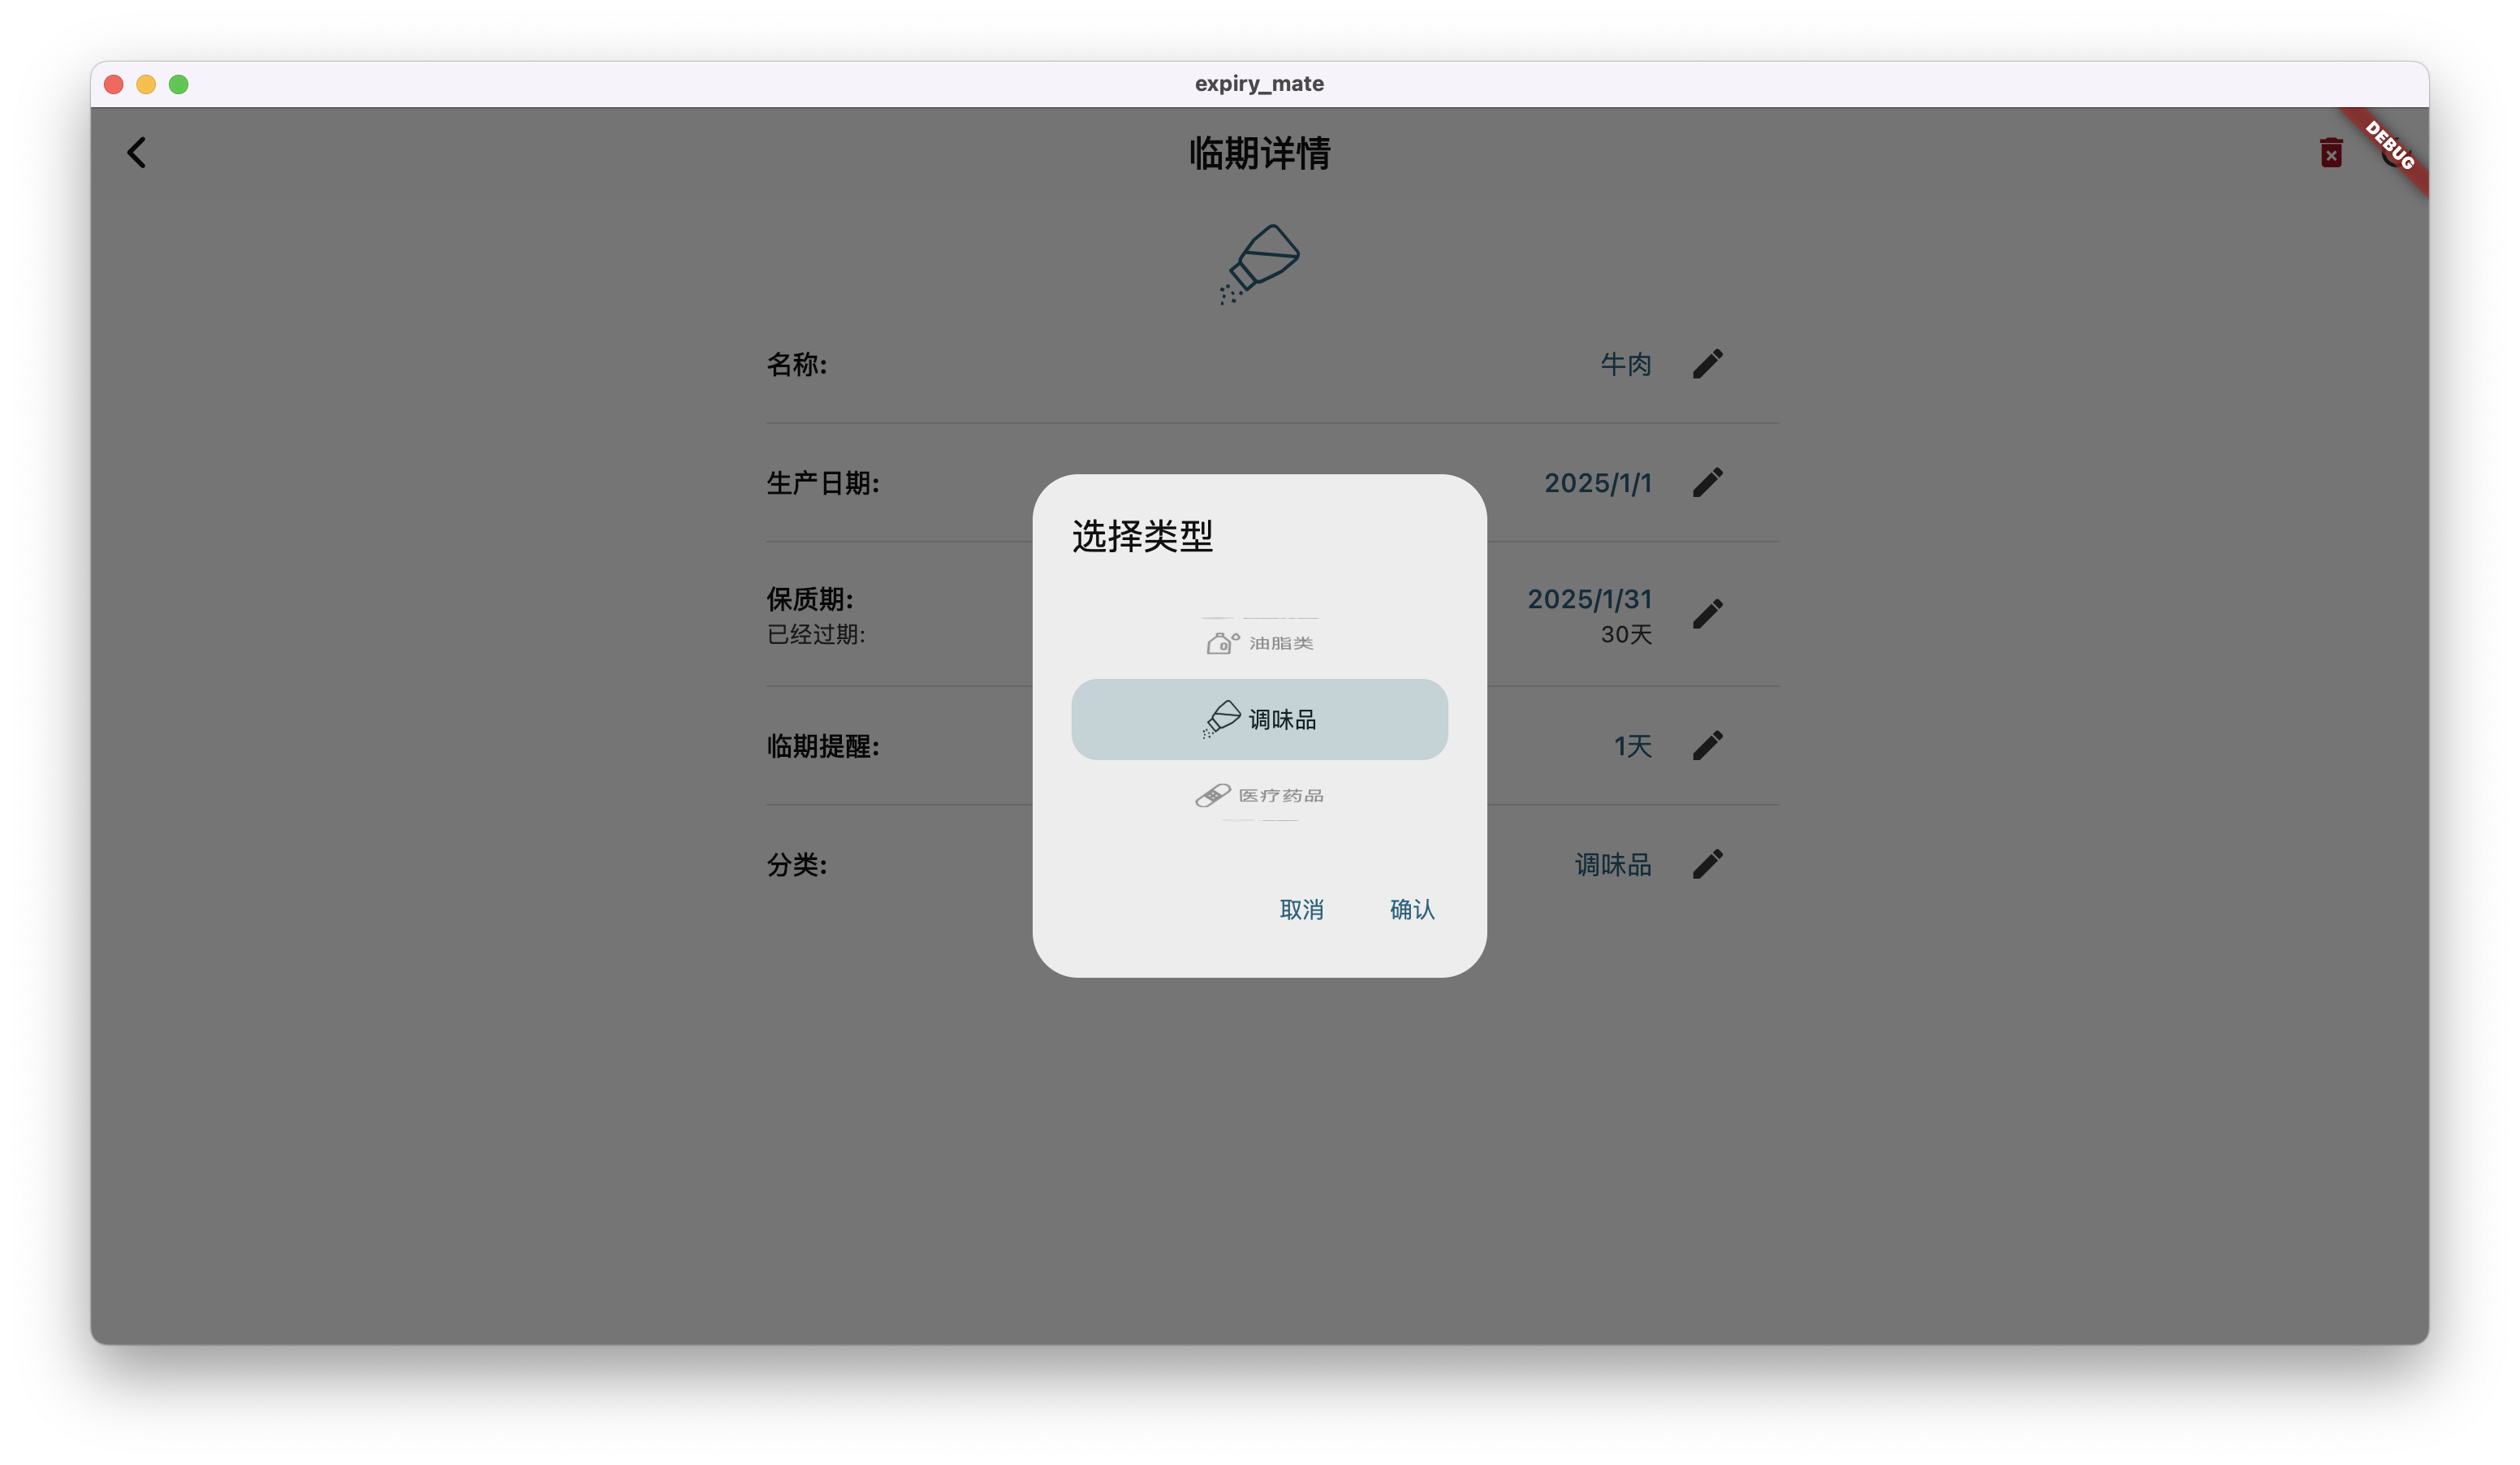 expiry_mate
临期详情
DEBUG
名称: 牛肉
生产日期: 2025/1/1
保质期: 2025/1/31
已经过期: 30天
临期提醒: 1天
分类: 调味品
选择类型
油脂类
调味品
医疗药品
取消 确认